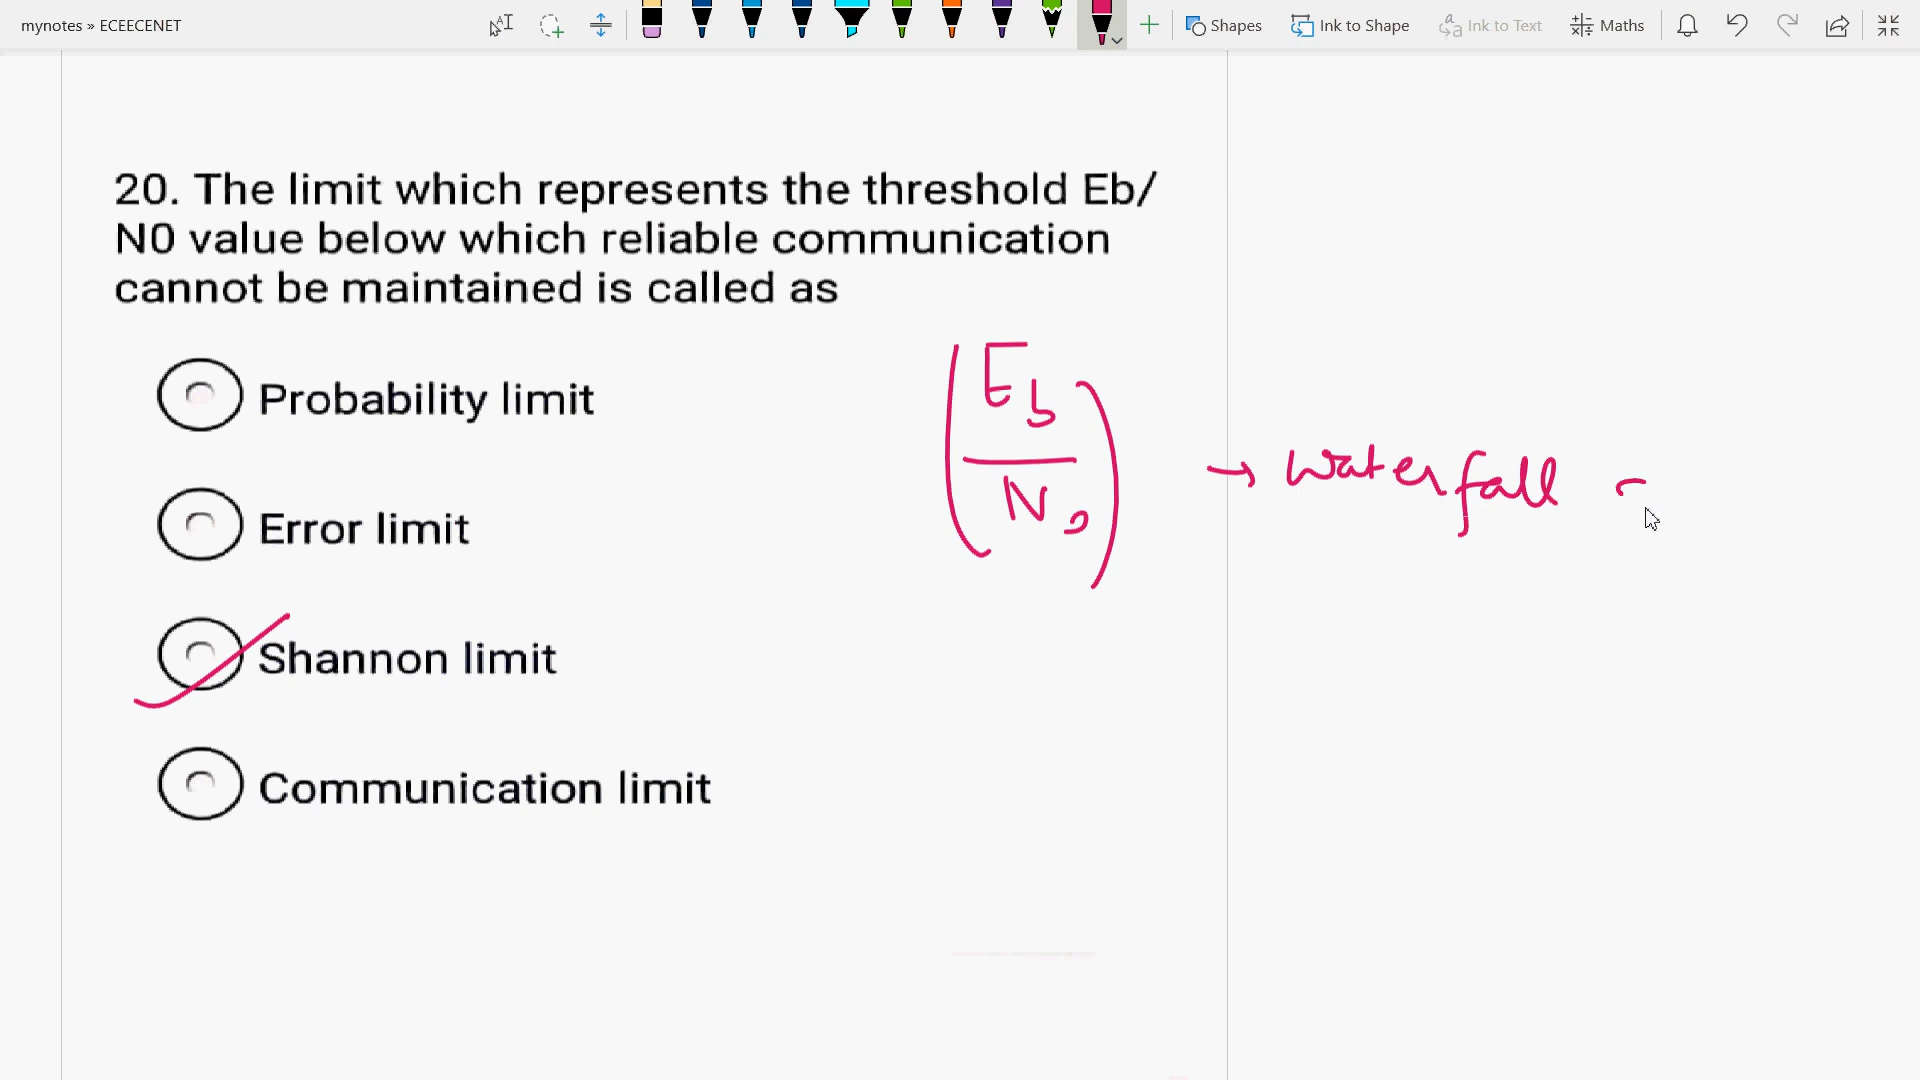 mynotes » ECEECENET
Shapes
Ink to Shape
Ink to Text
Maths
20. The limit which represents the threshold Eb/
N0 value below which reliable communication
cannot be maintained is called as
Probability limit
Error limit
Shannon limit
Communication limit
(Eb
N0) → waterfall